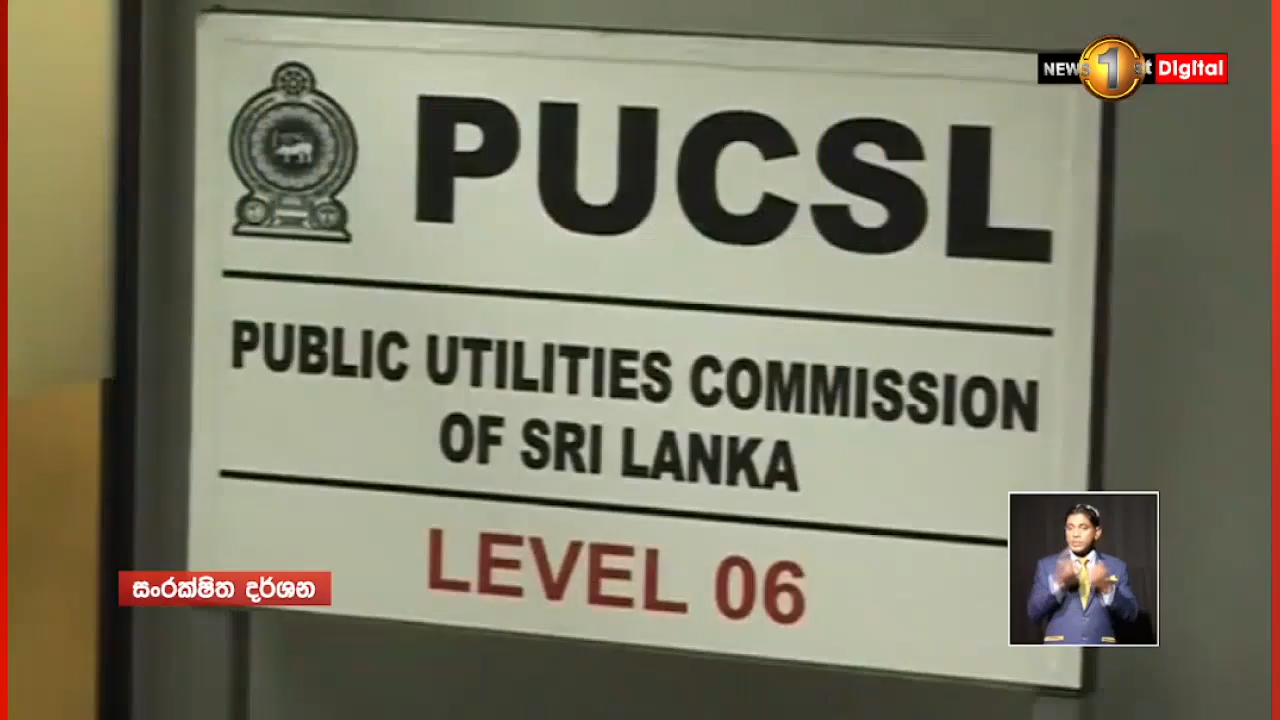 NEWS 1st Digital
PUCSL
PUBLIC UTILITIES COMMISSION
OF SRI LANKA
LEVEL 06
සංරක්ෂිත දර්ශන